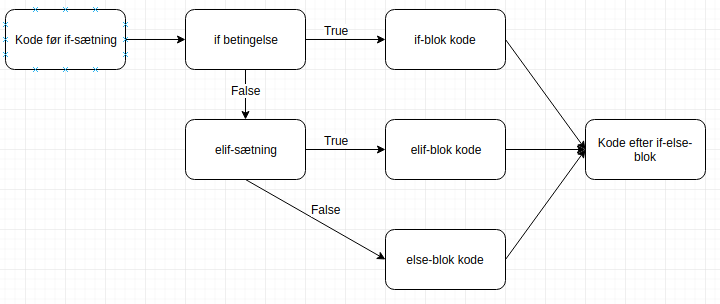 Kode før if-sætning
if betingelse
True
if-blok kode
False
elif-sætning
True
elif-blok kode
Kode efter if-else-
blok
False
else-blok kode